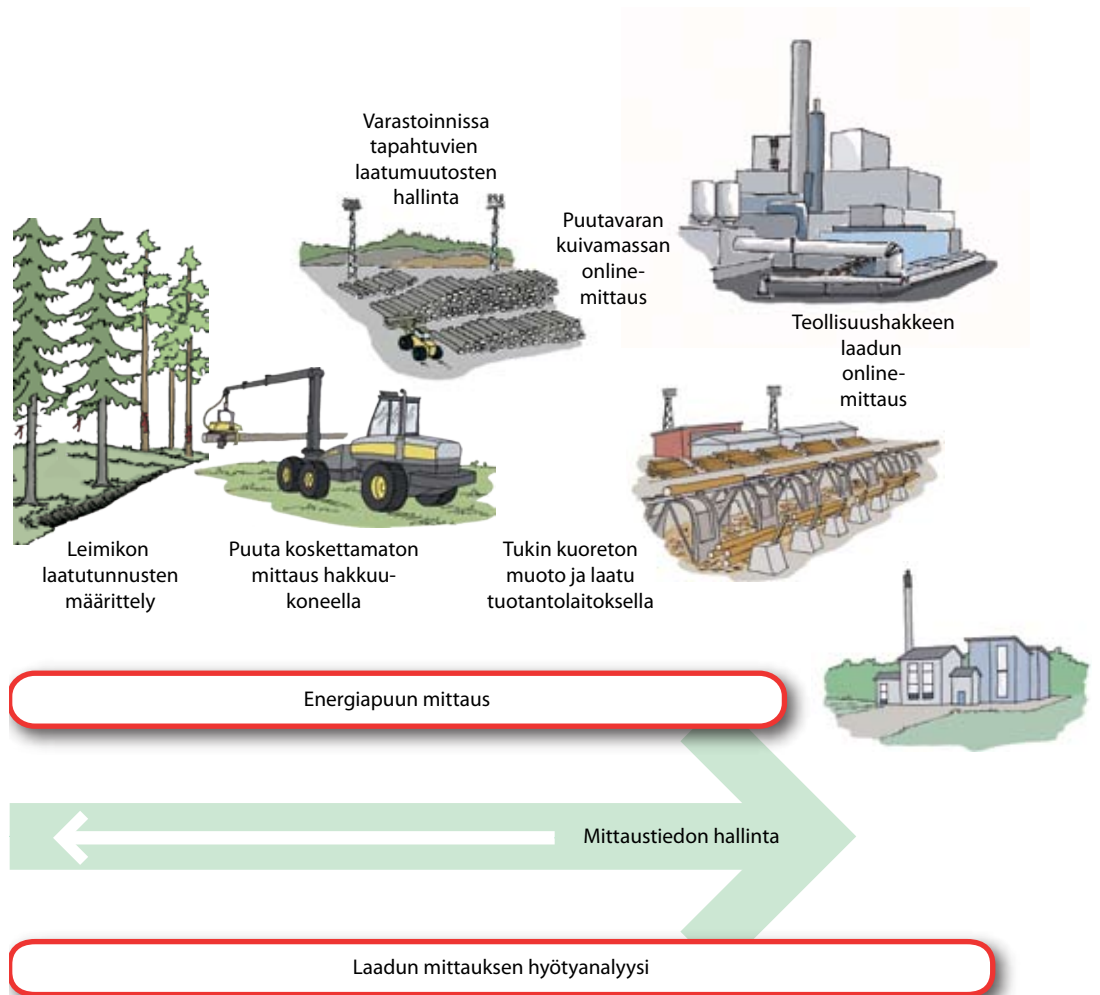 Varastoinnissa
tapahtuvien
laatumuutosten
hallinta
Puutavaran
kuivamassan
online-
mittaus
Teollisuushakkeen
laadun
online-
mittaus
Leimikon
laatutunnusten
määrittely
Puuta koskettamaton
mittaus hakkuu-
koneella
Tukin kuoreton
muoto ja laatu
tuotantolaitoksella
Energiapuun mittaus
Mittaustiedon hallinta
Laadun mittauksen hyötyanalyysi